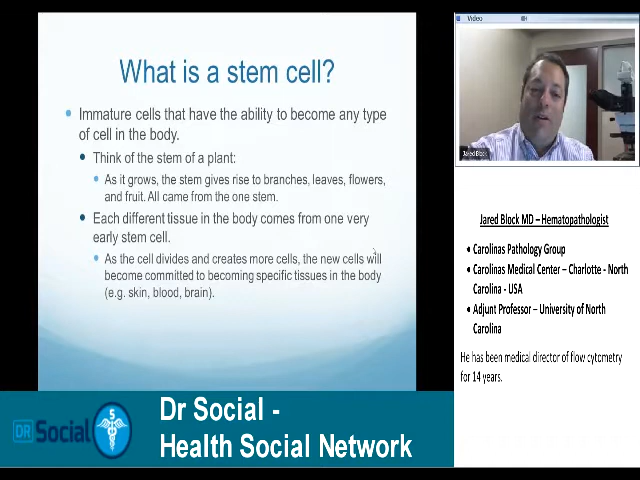 What is a stem cell?
Immature cells that have the ability to become any type
of cell in the body.
Think of the stem of a plant:
As it grows, the stem gives rise to branches, leaves, flowers,
and fruit. All came from the one stem.
Each different tissue in the body comes from one very
early stem cell.
As the cell divides and creates more cells, the new cells will
become committed to becoming specific tissues in the body
(e.g. skin, blood, brain).
Video
Jared Block
Jared Block MD – Hematopathologist
Carolinas Pathology Group
Carolinas Medical Center – Charlotte - North
Carolina - USA
Adjunt Professor – University of North
Carolina
He has been medical director of flow cytometry
for 14 years.
DR Social
S
Dr Social -
Health Social Network